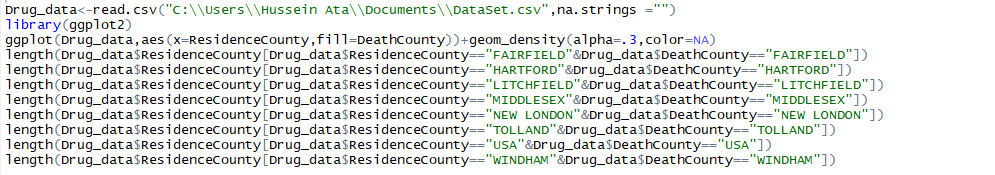 Drug_data<-read.csv("C:\\Users\\Hussein Ata\\Documents\\DataSet.csv",na.strings ="")
library(ggplot2)
ggplot(Drug_data,aes(x=ResidenceCounty,fill=DeathCounty))+geom_density(alpha=.3,color=NA)
length(Drug_data$ResidenceCounty[Drug_data$ResidenceCounty=="FAIRFIELD"&Drug_data$DeathCounty=="FAIRFIELD"])
length(Drug_data$ResidenceCounty[Drug_data$ResidenceCounty=="HARTFORD"&Drug_data$DeathCounty=="HARTFORD"])
length(Drug_data$ResidenceCounty[Drug_data$ResidenceCounty=="LITCHFIELD"&Drug_data$DeathCounty=="LITCHFIELD"])
length(Drug_data$ResidenceCounty[Drug_data$ResidenceCounty=="MIDDLESEX"&Drug_data$DeathCounty=="MIDDLESEX"])
length(Drug_data$ResidenceCounty[Drug_data$ResidenceCounty=="NEW LONDON"&Drug_data$DeathCounty=="NEW LONDON"])
length(Drug_data$ResidenceCounty[Drug_data$ResidenceCounty=="TOLLAND"&Drug_data$DeathCounty=="TOLLAND"])
length(Drug_data$ResidenceCounty[Drug_data$ResidenceCounty=="USA"&Drug_data$DeathCounty=="USA"])
length(Drug_data$ResidenceCounty[Drug_data$ResidenceCounty=="WINDHAM"&Drug_data$DeathCounty=="WINDHAM"])